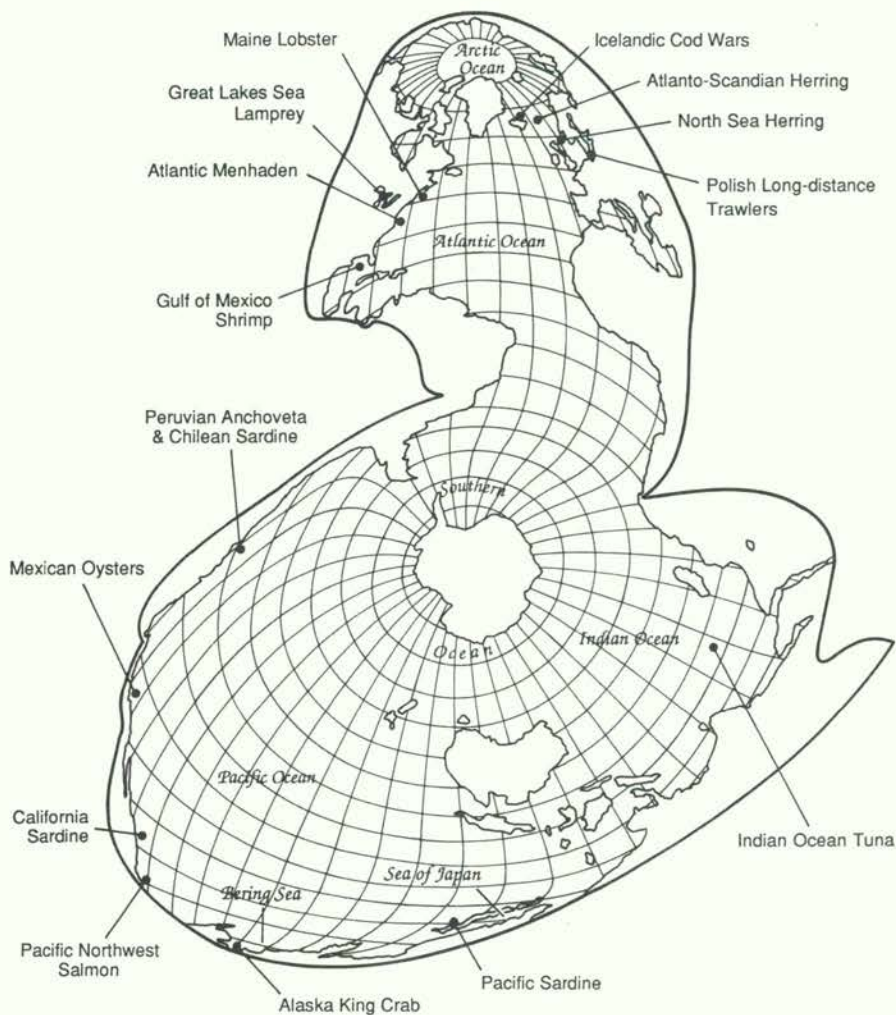 Maine Lobster
Icelandic Cod Wars
Arctic
Ocean
Atlanto-Scandian Herring
Great Lakes Sea
Lamprey
North Sea Herring
Atlantic Menhaden
Polish Long-distance
Trawlers
Atlantic Ocean
Gulf of Mexico
Shrimp
Peruvian Anchoveta
& Chilean Sardine
Southern
Mexican Oysters
Ocean
Indian Ocean
Pacific Ocean
California
Sardine
Indian Ocean Tuna
Sea of Japan
Bering Sea
Pacific Northwest
Salmon
Pacific Sardine
Alaska King Crab